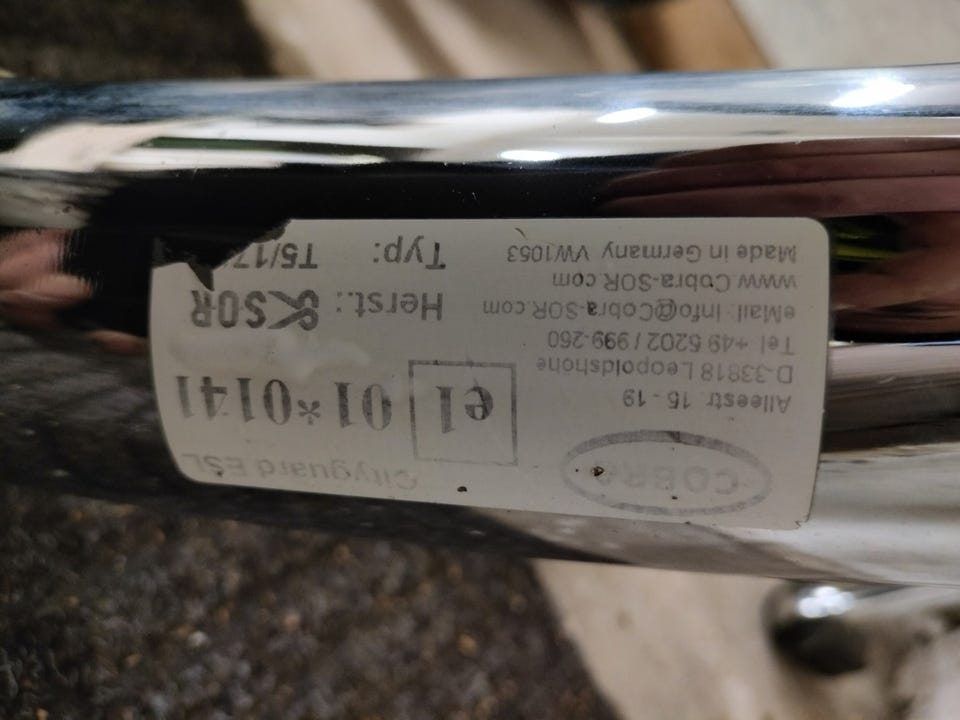 COBRA
Alleestr. 15 - 19
D-33818 Leopoldshöhe
Tel +49 5202 / 999-260
eMail: info@Cobra-SOR.com
www.Cobra-SOR.com
Made in Germany VW1053
Cityguard ESL
e1 01*0141
Herst.: SOR
Typ: T5/17